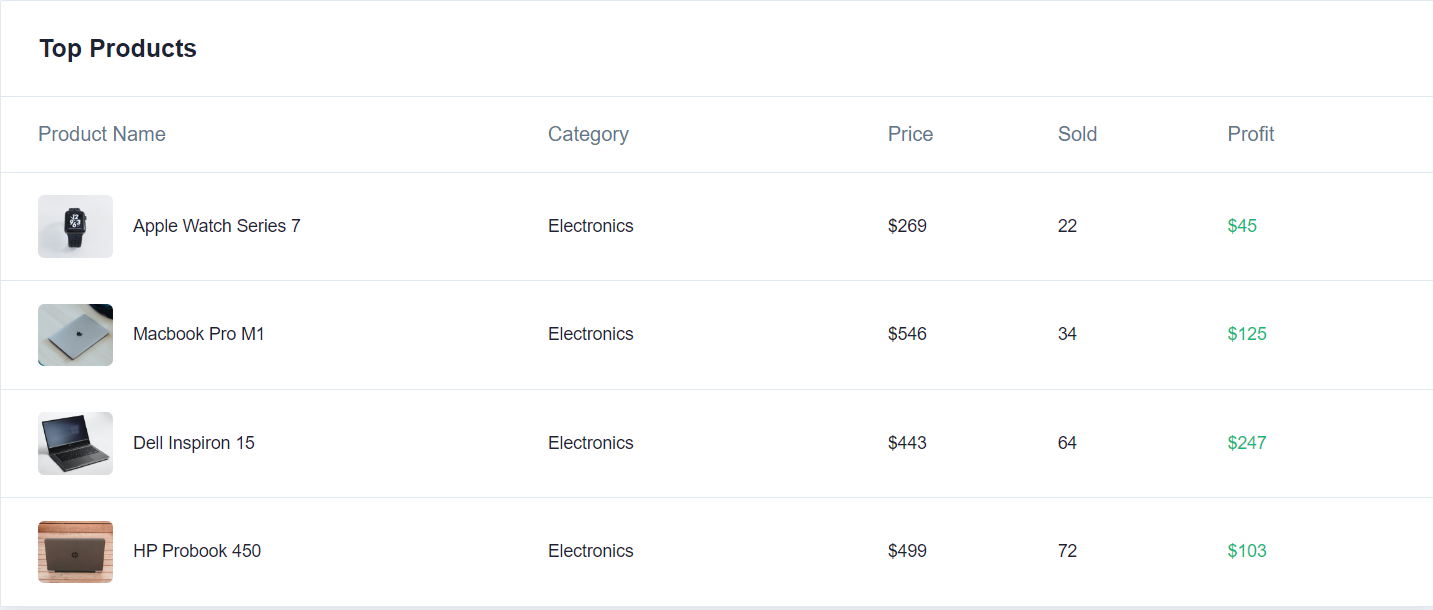 Top Products
Product Name Category Price Sold Profit
Apple Watch Series 7 Electronics $269 22 $45
Macbook Pro M1 Electronics $546 34 $125
Dell Inspiron 15 Electronics $443 64 $247
HP Probook 450 Electronics $499 72 $103